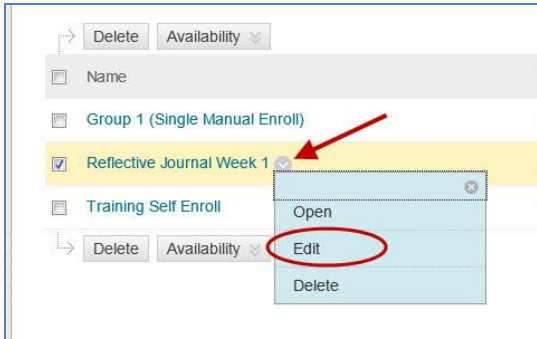 Delete Availability
Name
Group 1 (Single Manual Enroll)
Reflective Journal Week 1
Training Self Enroll
Open
Delete Availability
Edit
Delete